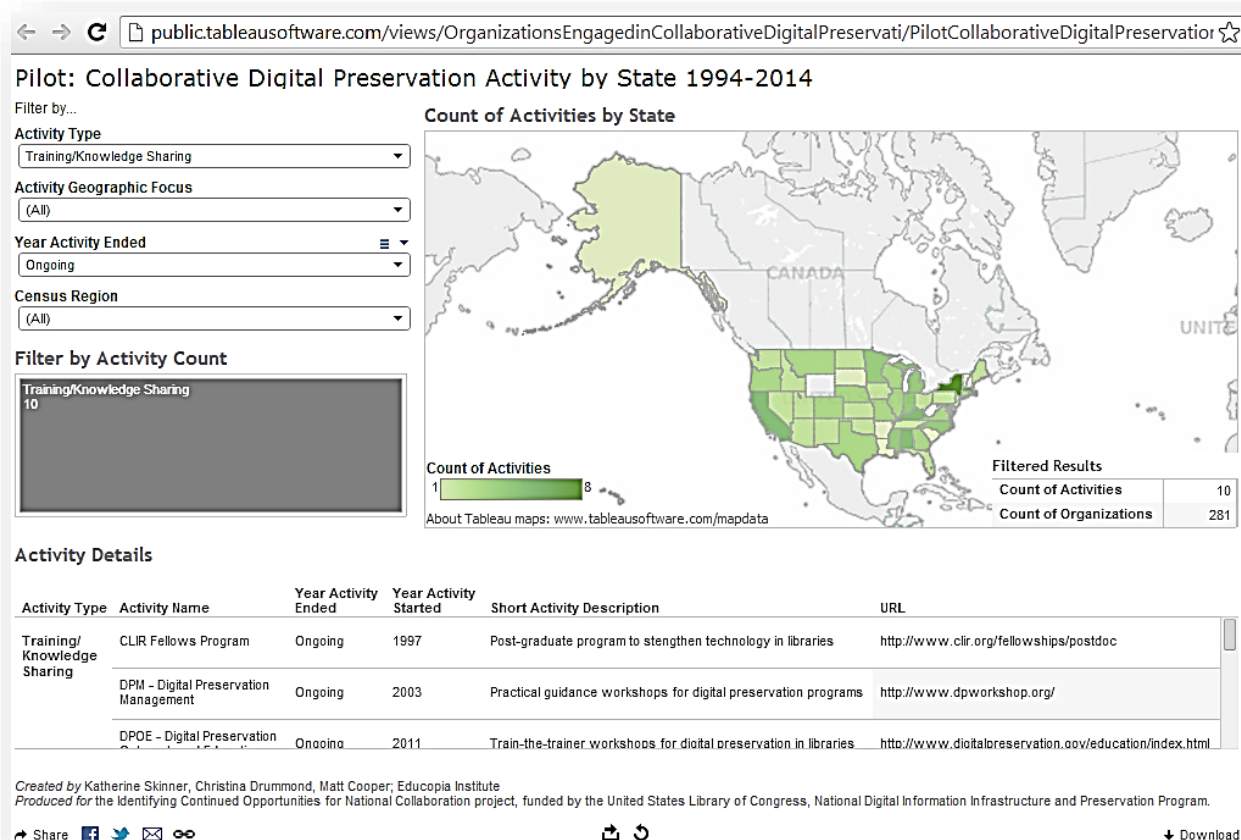 public.tableausoftware.com/views/OrganizationsEngagedinCollaborativeDigitalPreservati/PilotCollaborativeDigitalPreservation
Pilot: Collaborative Digital Preservation Activity by State 1994-2014
Filter by...
Activity Type
Training/Knowledge Sharing
Activity Geographic Focus
(All)
Year Activity Ended
Ongoing
Census Region
(All)
Filter by Activity Count
Training/Knowledge Sharing
10
Count of Activities by State
CANADA
UNITE
Count of Activities
1 8
About Tableau maps: www.tableausoftware.com/mapdata
Filtered Results
Count of Activities 10
Count of Organizations 281
Activity Details
Activity Type Activity Name Year Activity Ended Year Activity Started Short Activity Description URL
Training/
Knowledge
Sharing
CLIR Fellows Program Ongoing 1997 Post-graduate program to stengthen technology in libraries http://www.clir.org/fellowships/postdoc
DPM - Digital Preservation
Management Ongoing 2003 Practical guidance workshops for digital preservation programs http://www.dpworkshop.org/
DPOE - Digital Preservation
Ongoing 2011 Train-the-trainer workshops for digital preservation in libraries http://www.digitalpreservation.gov/education/index.html
Created by Katherine Skinner, Christina Drummond, Matt Cooper; Educopia Institute
Produced for the Identifying Continued Opportunities for National Collaboration project, funded by the United States Library of Congress, National Digital Information Infrastructure and Preservation Program.
Share Download